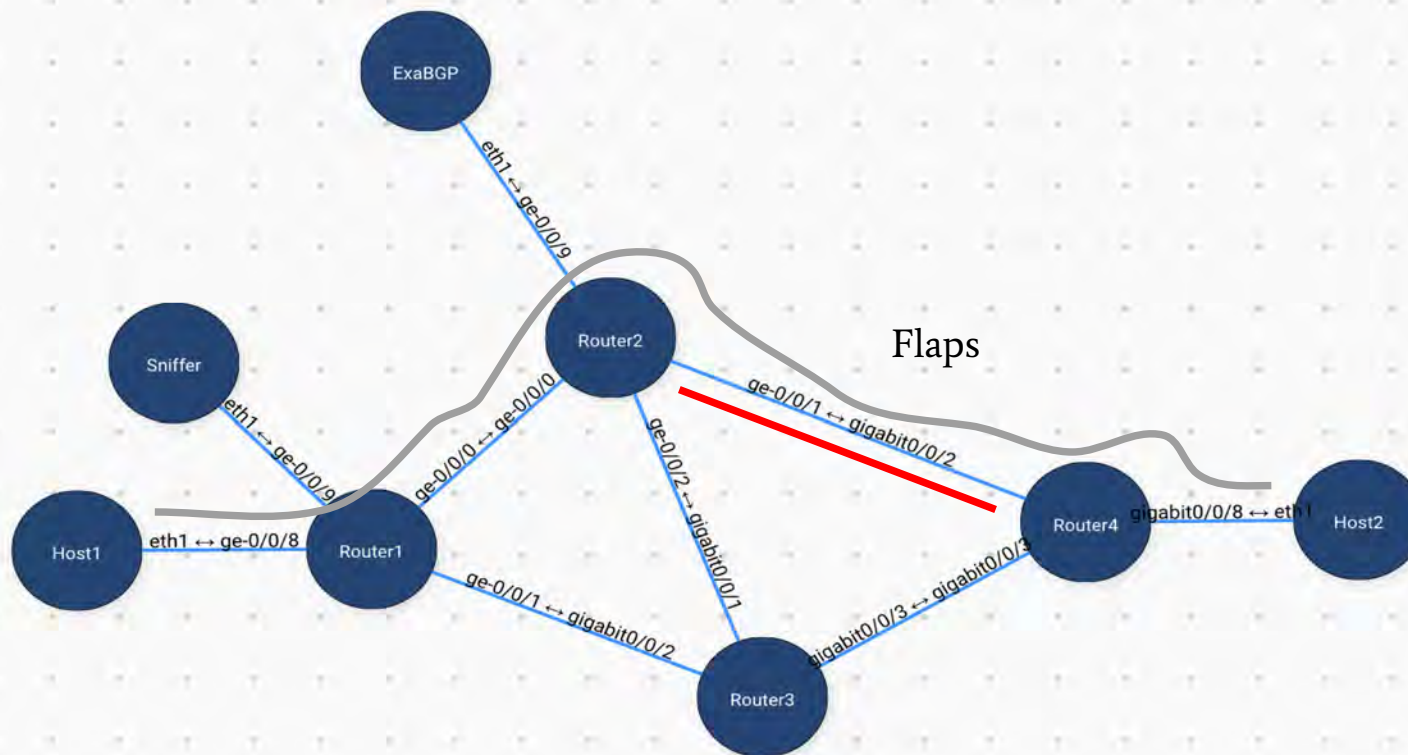 ExaBGP
eth1 ↔ ge-0/0/9
Router2
Flaps
Sniffer
eth1 ↔ ge-0/0/9
ge-0/0/0 ↔ ge-0/0/0
ge-0/0/1 ↔ gigabit0/0/2
ge-0/0/2 ↔ gigabit0/0/1
Host1
eth1 ↔ ge-0/0/8
Router1
Router4
gigabit0/0/8 ↔ eth1
Host2
ge-0/0/1 ↔ gigabit0/0/2
gigabit0/0/3 ↔ gigabit0/0/3
Router3